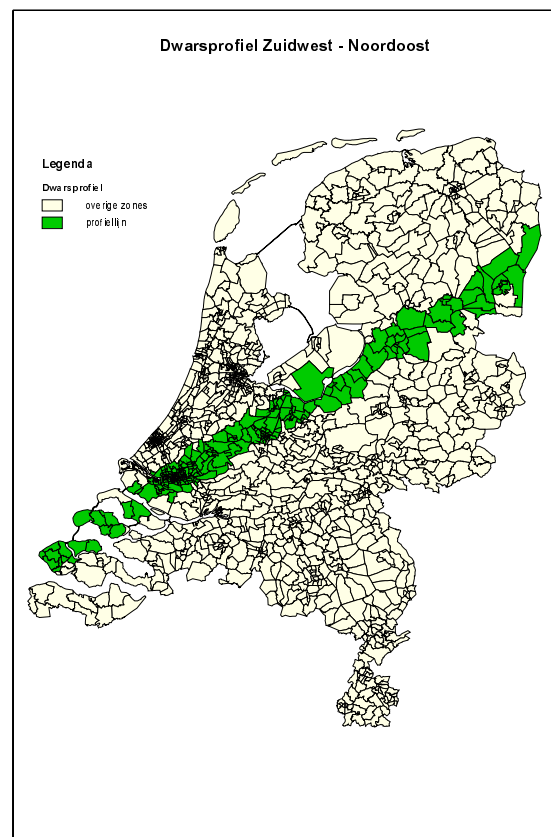 Dwarsprofiel Zuidwest - Noordoost
Legenda
Dwarsprofiel
overige zones
profiellijn